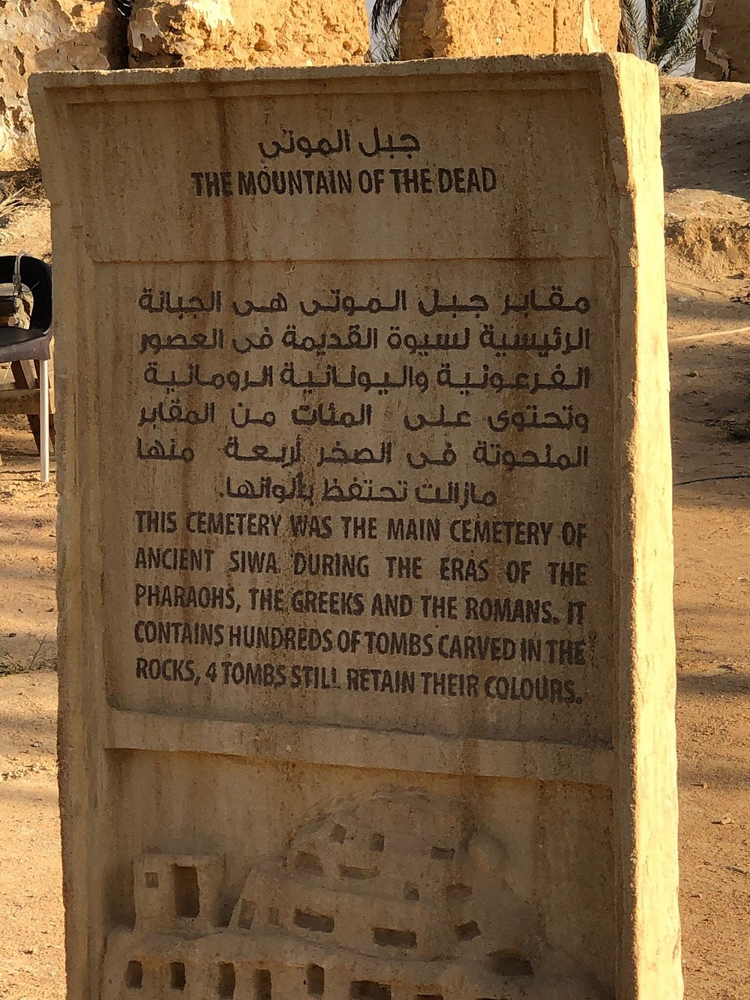 جبل الموتى
THE MOUNTAIN OF THE DEAD
مقابر جبل الموتى هى الجبانة
الرئيسية لسيوة القديمة فى العصور
الفرعونية واليونانية الرومانية
وتحتوى على المئات من المقابر
المنحوتة فى الصخر أربعة منها
مازالت تحتفظ بألوانها.
THIS CEMETERY WAS THE MAIN CEMETERY OF
ANCIENT SIWA DURING THE ERAS OF THE
PHARAOHS, THE GREEKS AND THE ROMANS. IT
CONTAINS HUNDREDS OF TOMBS CARVED IN THE
ROCKS, 4 TOMBS STILL RETAIN THEIR COLOURS.